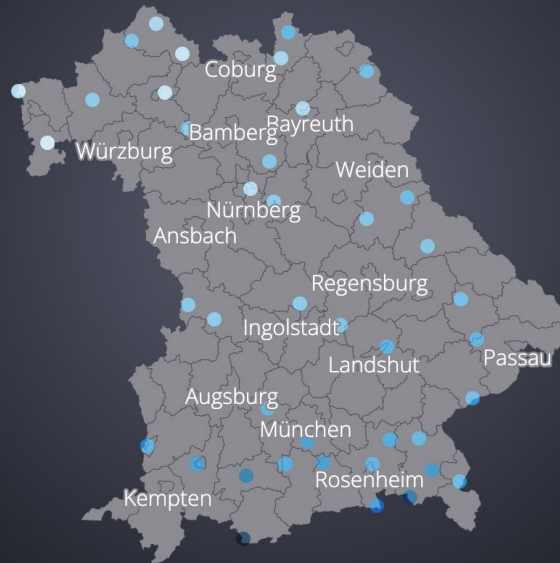 Coburg
Bayreuth
Bamberg
Würzburg
Weiden
Nürnberg
Ansbach
Regensburg
Ingolstadt
Passau
Landshut
Augsburg
München
Rosenheim
Kempten